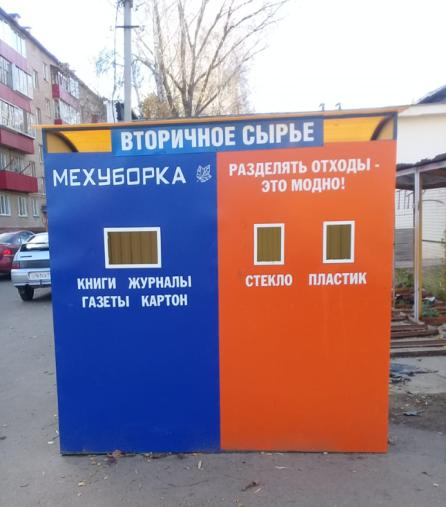 ВТОРИЧНОЕ СЫРЬЕ
МЕХУБОРКА
КНИГИ ЖУРНАЛЫ
ГАЗЕТЫ КАРТОН
РАЗДЕЛЯТЬ ОТХОДЫ -
ЭТО МОДНО!
СТЕКЛО ПЛАСТИК